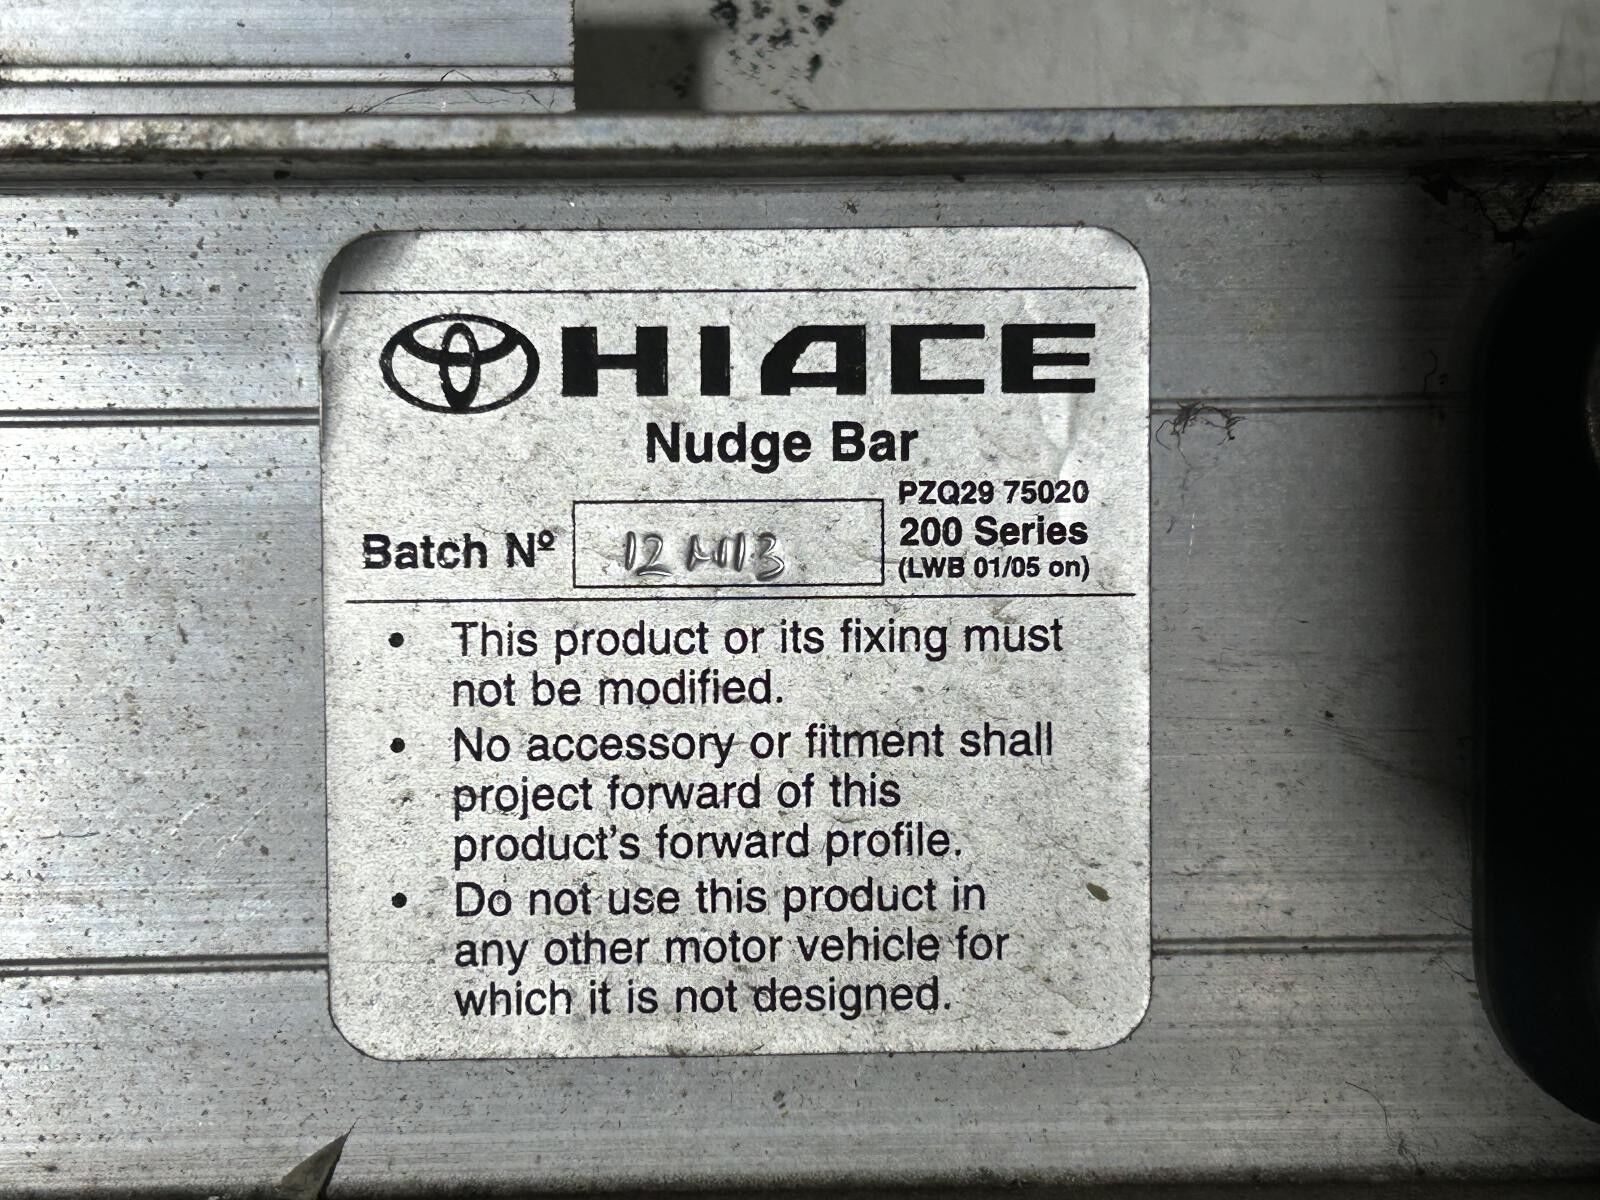 HIACE
Nudge Bar
PZQ29 75020
Batch Nº
200 Series
(LWB 01/05 on)
• This product or its fixing must
not be modified.
• No accessory or fitment shall
project forward of this
product's forward profile.
• Do not use this product in
any other motor vehicle for
which it is not designed.